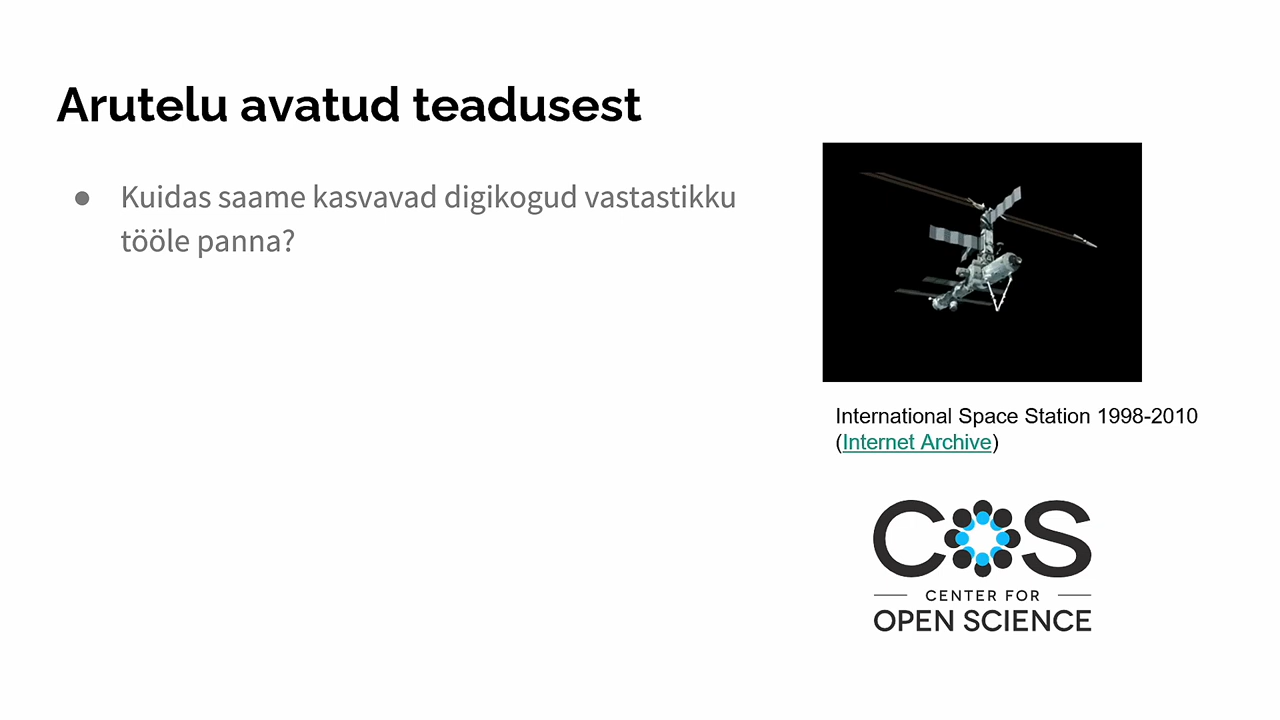 Arutelu avatud teadusest
● Kuidas saame kasvavad digikogud vastastikku
tööle panna?
International Space Station 1998-2010
(Internet Archive)
COS
CENTER FOR
OPEN SCIENCE